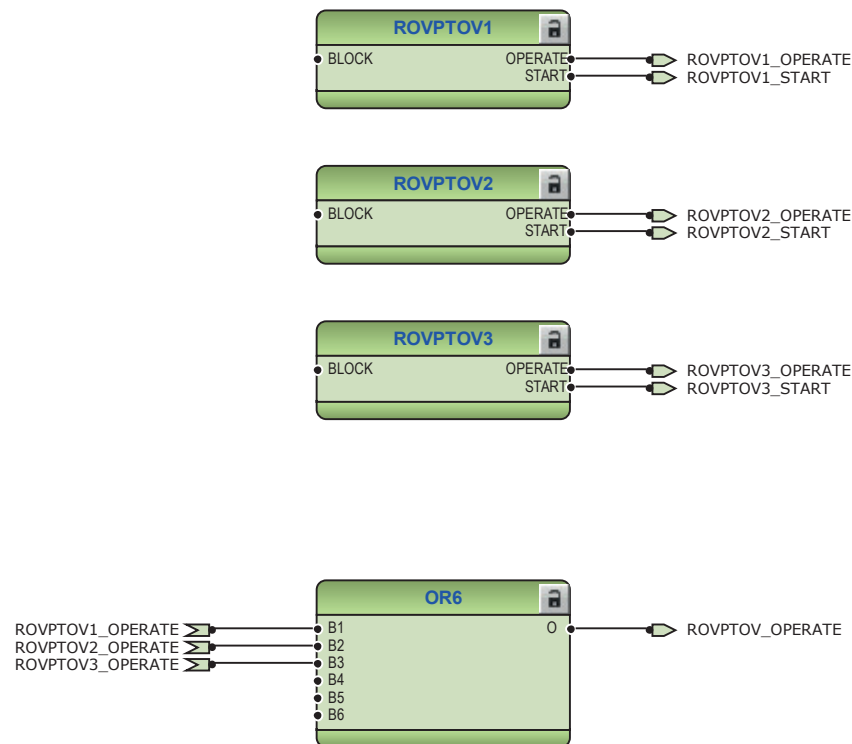 ROVPTOV1
BLOCK OPERATE ROVPTOV1_OPERATE
START ROVPTOV1_START
ROVPTOV2
BLOCK OPERATE ROVPTOV2_OPERATE
START ROVPTOV2_START
ROVPTOV3
BLOCK OPERATE ROVPTOV3_OPERATE
START ROVPTOV3_START
OR6
ROVPTOV1_OPERATE B1 O ROVPTOV_OPERATE
ROVPTOV2_OPERATE B2
ROVPTOV3_OPERATE B3
B4
B5
B6